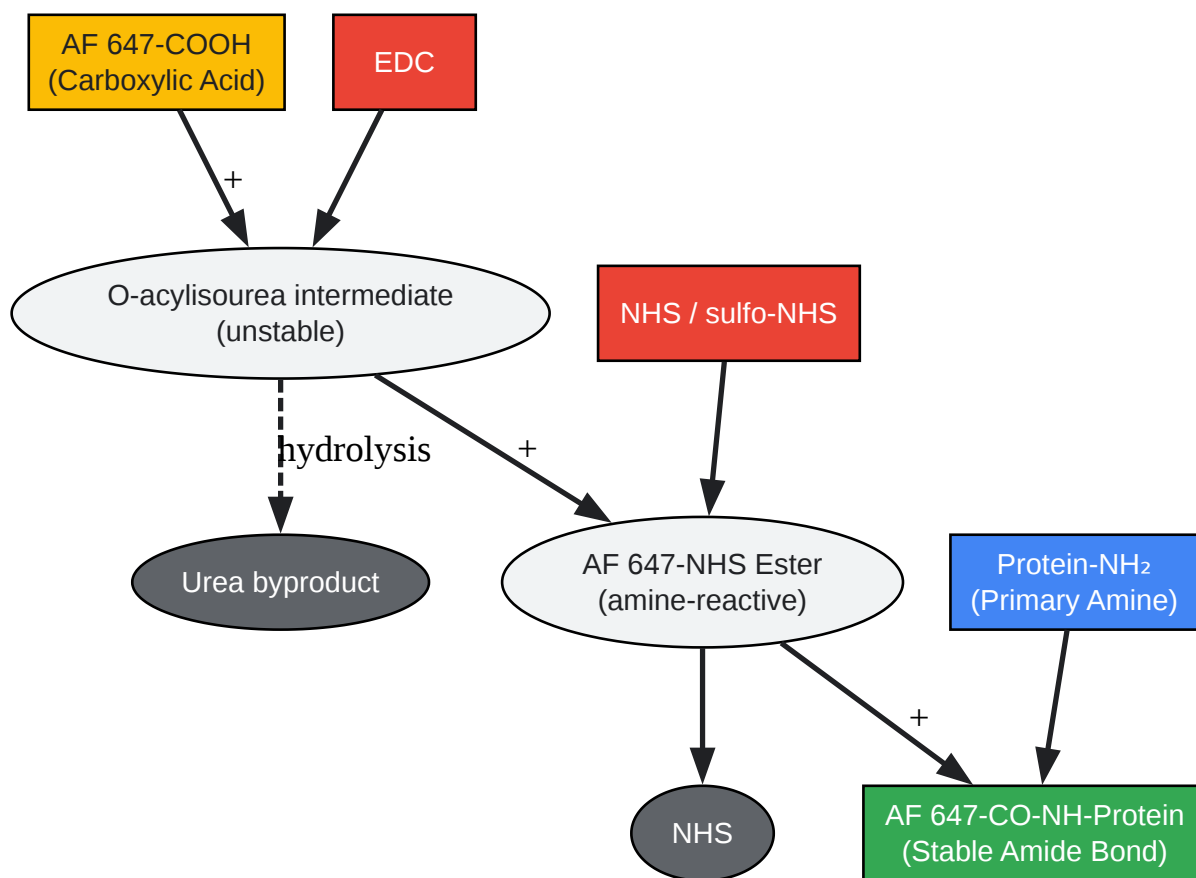 AF 647-COOH
(Carboxylic Acid)
EDC
+
O-acylisourea intermediate
(unstable)
NHS / sulfo-NHS
hydrolysis
+
Urea byproduct
AF 647-NHS Ester
(amine-reactive)
Protein-NH₂
(Primary Amine)
+
NHS
AF 647-CO-NH-Protein
(Stable Amide Bond)